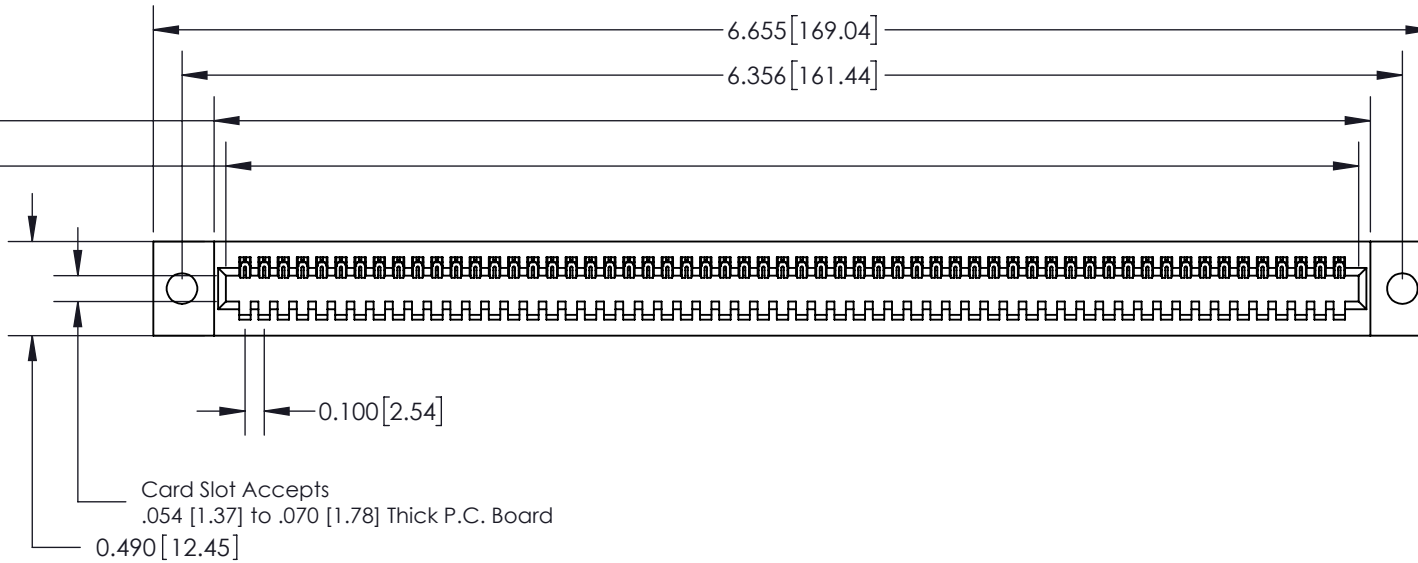 6.655[169.04]
6.356[161.44]
0.100[2.54]
Card Slot Accepts
.054 [1.37] to .070 [1.78] Thick P.C. Board
0.490[12.45]